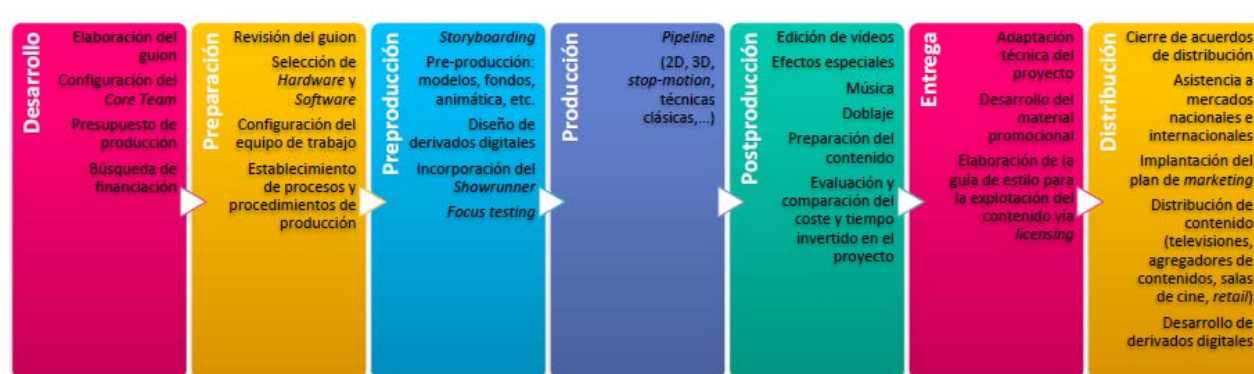 Desarrollo
Elaboración del
guion
Configuración del
Core Team
Presupuesto de
producción
Búsqueda de
financiación
Preparación
Revisión del guion
Selección de
Hardware y
Software
Configuración del
equipo de trabajo
Establecimiento
de procesos y
procedimientos de
producción
Preproducción
Storyboarding
Pre-producción:
modelos, fondos,
animática, etc.
Diseño de
derivados digitales
Incorporación del
Showrunner
Focus testing
Producción
Pipeline
(2D, 3D,
stop-motion,
técnicas
clásicas,...)
Postproducción
Edición de vídeos
Efectos especiales
Música
Doblaje
Preparación del
contenido
Evaluación y
comparación del
coste y tiempo
invertido en el
proyecto
Entrega
Adaptación
técnica del
proyecto
Desarrollo del
material
promocional
Elaboración de la
guía de estilo para
la explotación del
contenido vía
licensing
Distribución
Cierre de acuerdos
de distribución
Asistencia a
mercados
nacionales e
internacionales
Implantación del
plan de marketing
Distribución de
contenido
(televisiones,
agregadores de
contenidos, salas
de cine, retail)
Desarrollo de
derivados digitales